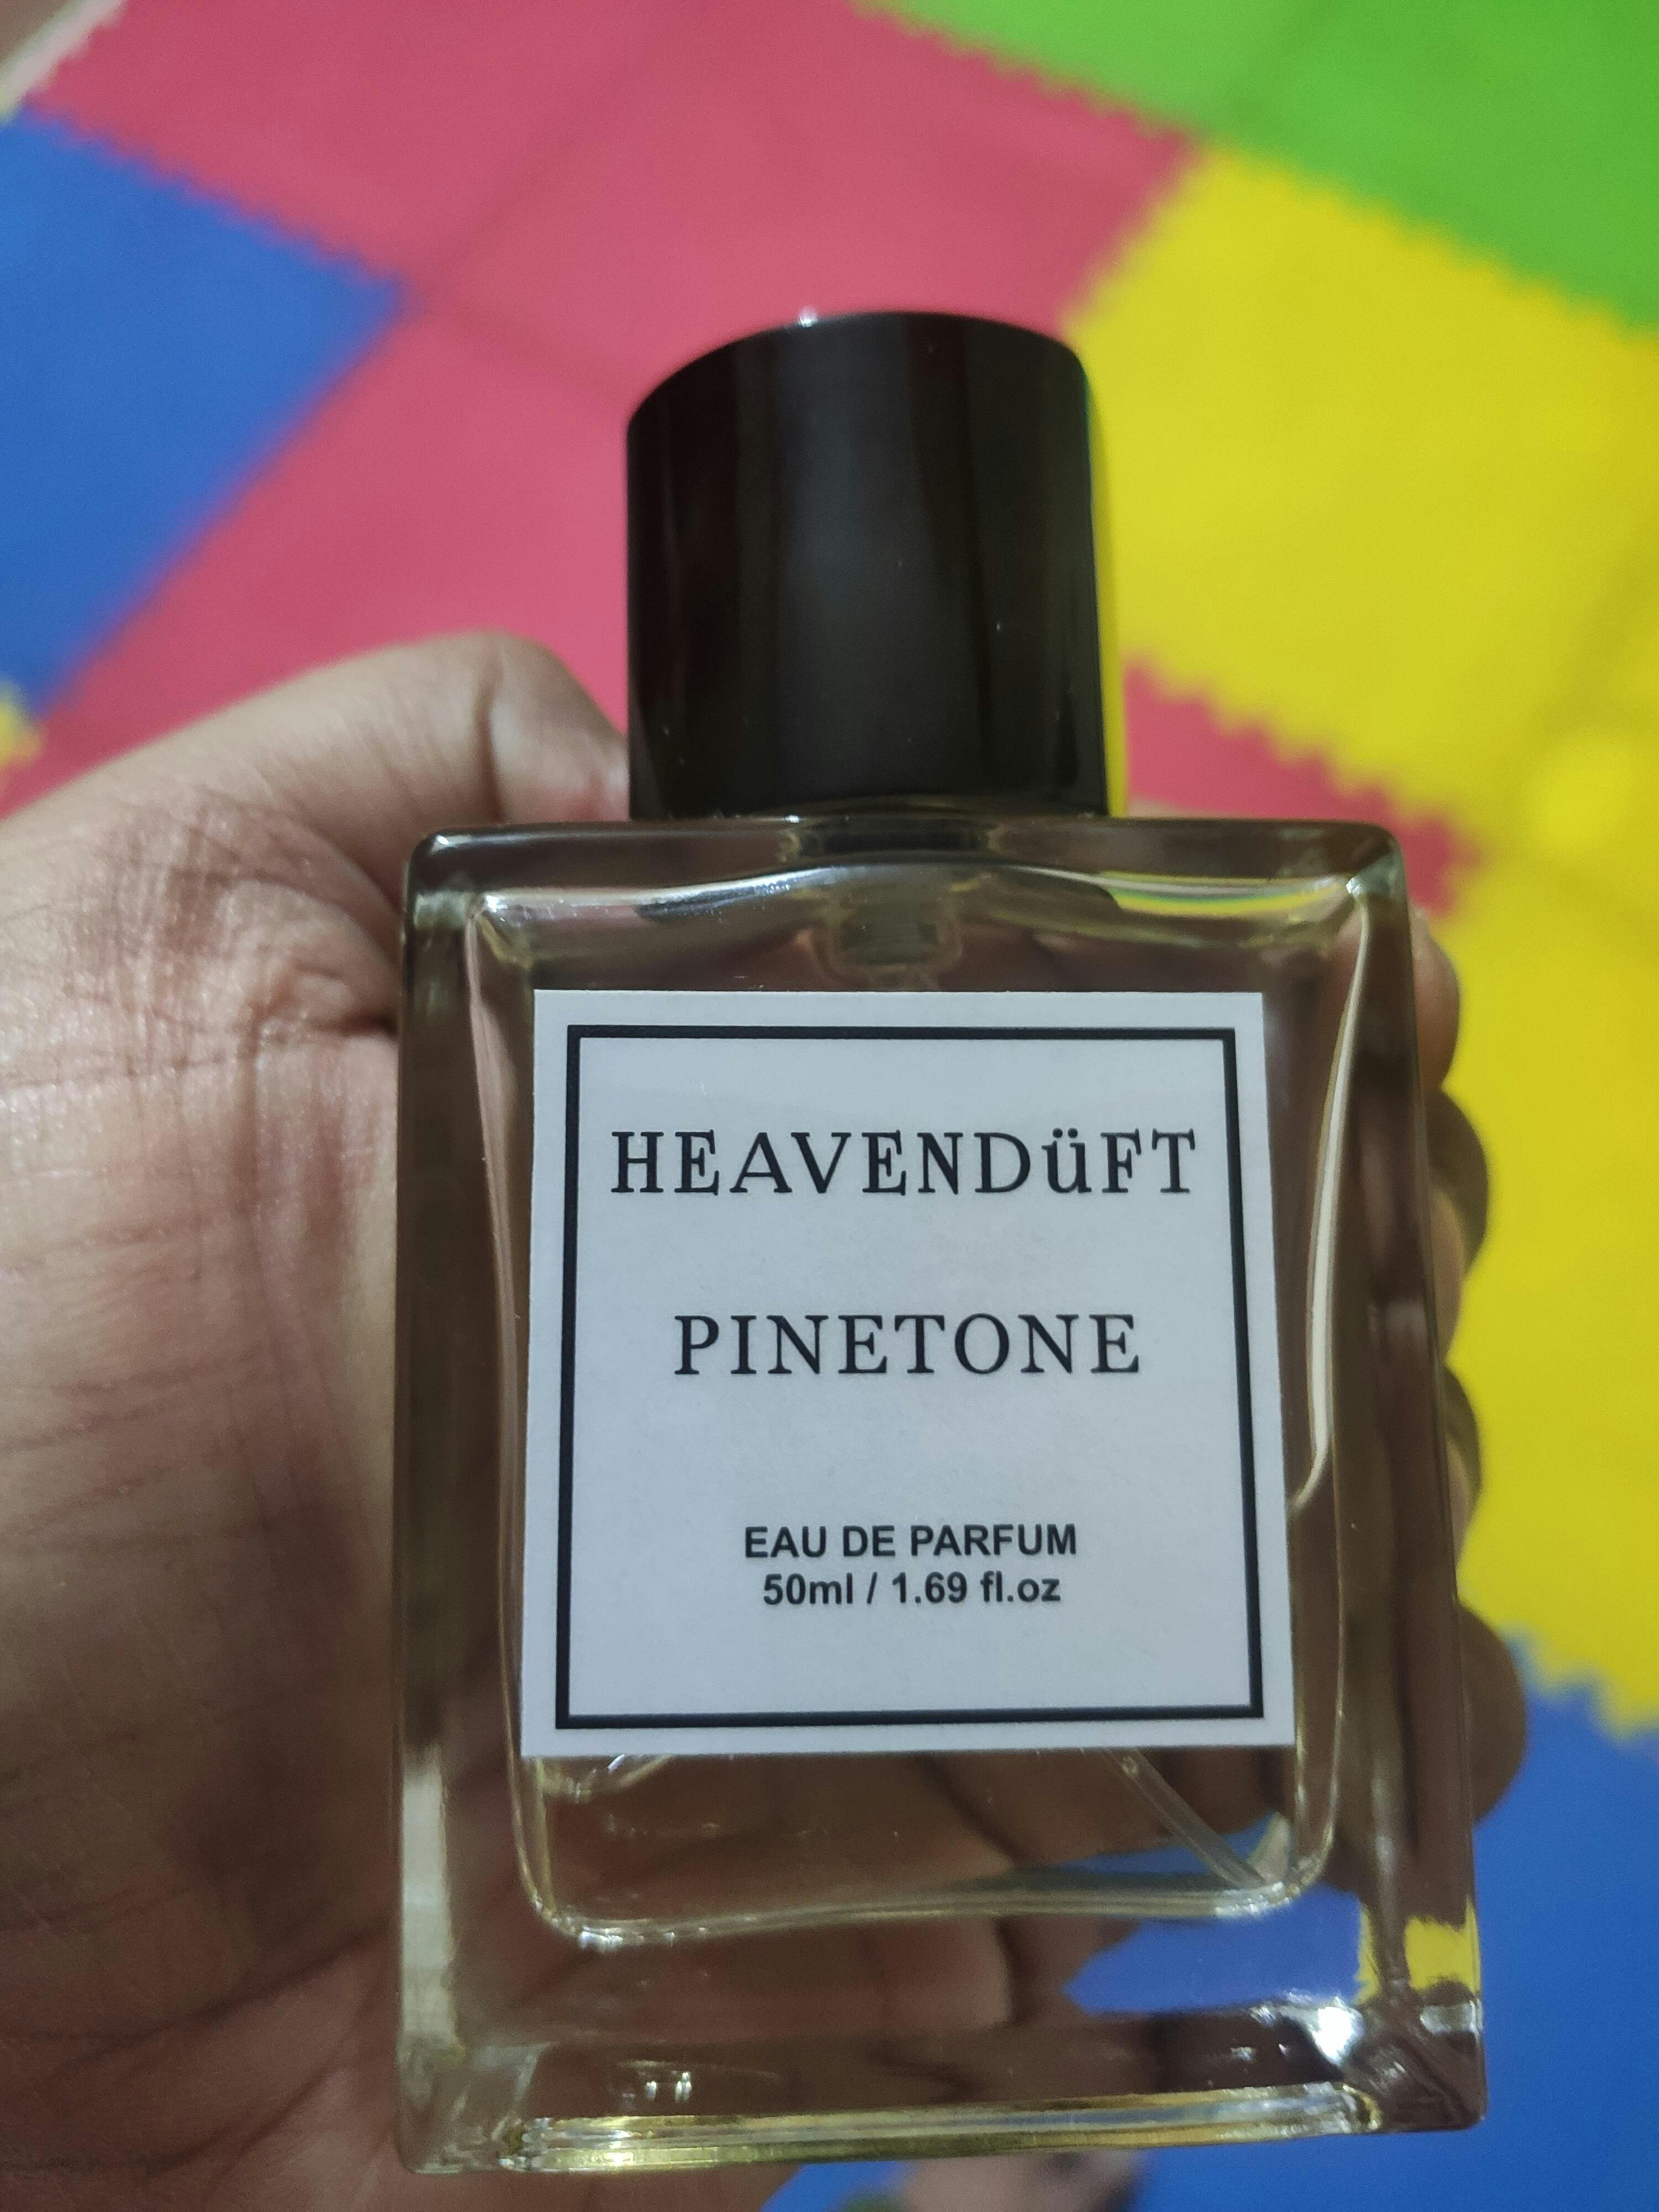 HEAVENDüFT
PINETONE
EAU DE PARFUM
50ml / 1.69 fl.oz